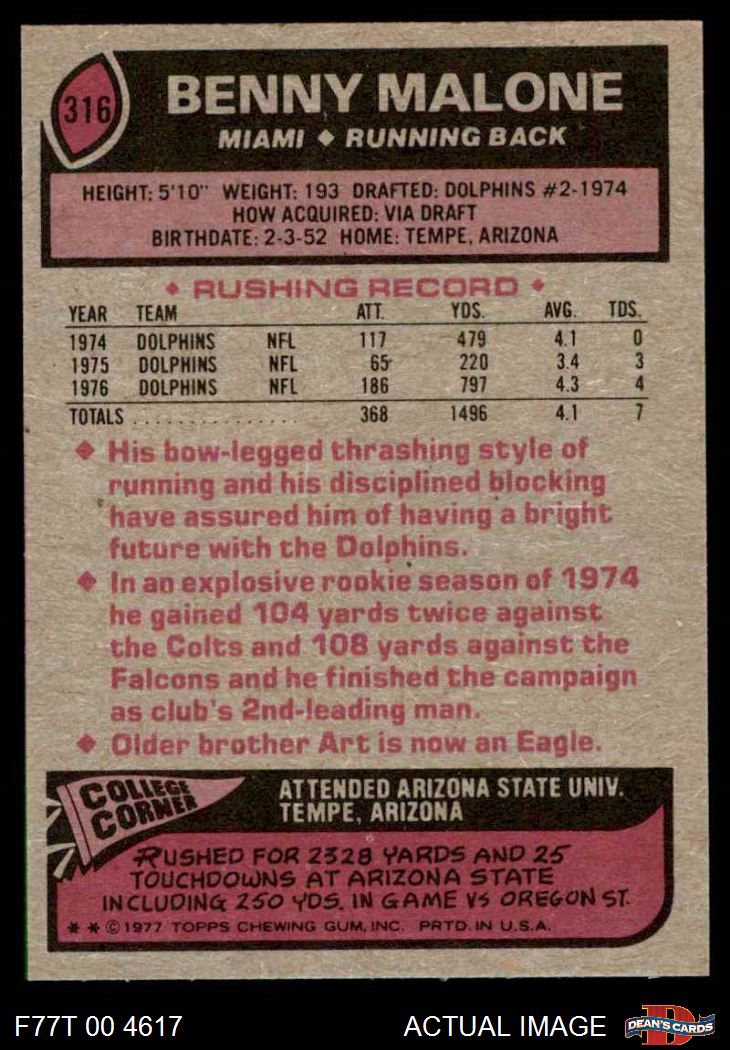 316
BENNY MALONE
MIAMI ◆ RUNNING BACK
HEIGHT: 5'10" WEIGHT: 193 DRAFTED: DOLPHINS #2-1974
HOW ACQUIRED: VIA DRAFT
BIRTHDATE: 2-3-52 HOME: TEMPE, ARIZONA
◆ RUSHING RECORD ◆
YEAR TEAM ATT. YDS. AVG. TDS.
1974 DOLPHINS NFL 117 479 4.1 0
1975 DOLPHINS NFL 65 220 3.4 3
1976 DOLPHINS NFL 186 797 4.3 4
TOTALS ............... 368 1496 4.1 7
◆ His bow-legged thrashing style of
running and his disciplined blocking
have assured him of having a bright
future with the Dolphins.
◆ In an explosive rookie season of 1974
he gained 104 yards twice against
the Colts and 108 yards against the
Falcons and he finished the campaign
as club's 2nd-leading man.
◆ Older brother Art is now an Eagle.
COLLEGE
CORNER
ATTENDED ARIZONA STATE UNIV.
TEMPE, ARIZONA
RUSHED FOR 2328 YARDS AND 25
TOUCHDOWNS AT ARIZONA STATE
INCLUDING 250 YDS. IN GAME VS OREGON ST.
* * © 1977 TOPPS CHEWING GUM, INC. PRTD. IN U.S.A.
F77T 00 4617 ACTUAL IMAGE
D
DEAN'S CARDS